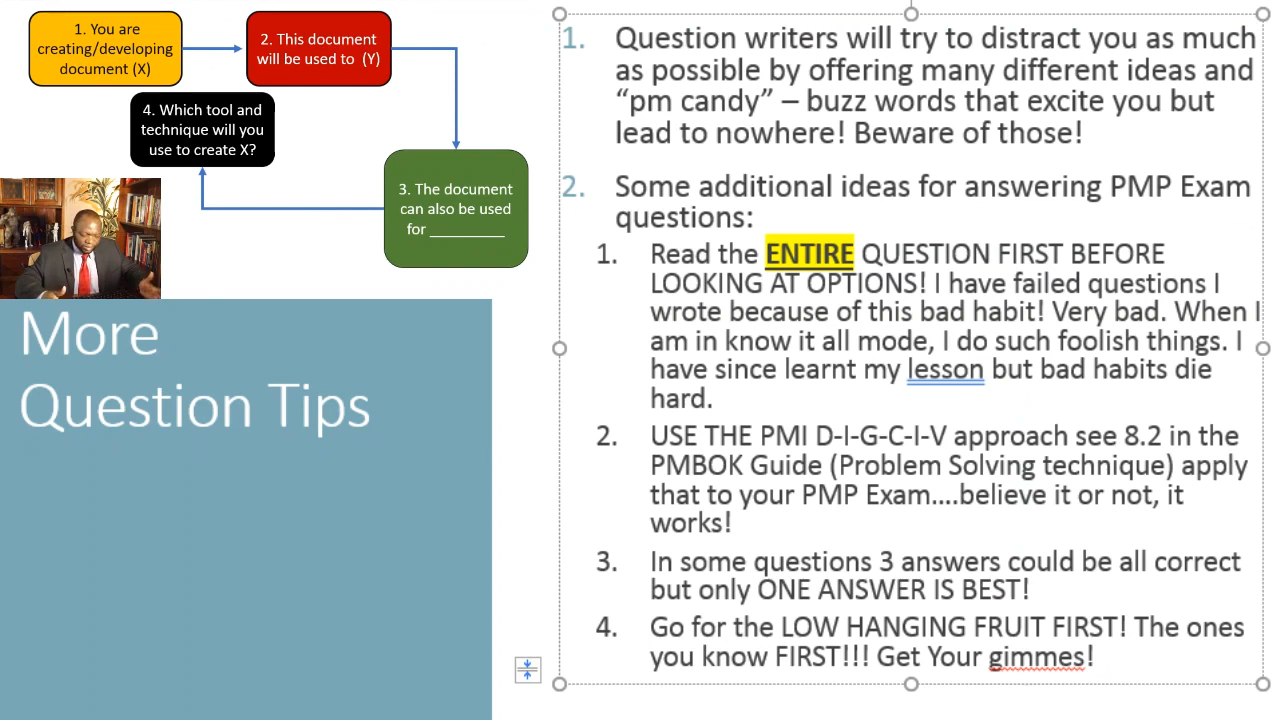 1. You are
creating/developing
document (X)
2. This document
will be used to (Y)
4. Which tool and
technique will you
use to create X?
3. The document
can also be used
for _________
More
Question Tips
1. Question writers will try to distract you as much
as possible by offering many different ideas and
“pm candy” – buzz words that excite you but
lead to nowhere! Beware of those!
2. Some additional ideas for answering PMP Exam
questions:
1. Read the ENTIRE QUESTION FIRST BEFORE
LOOKING AT OPTIONS! I have failed questions I
wrote because of this bad habit! Very bad. When I
am in know it all mode, I do such foolish things. I
have since learnt my lesson but bad habits die
hard.
2. USE THE PMI D-I-G-C-I-V approach see 8.2 in the
PMBOK Guide (Problem Solving technique) apply
that to your PMP Exam….believe it or not, it
works!
3. In some questions 3 answers could be all correct
but only ONE ANSWER IS BEST!
4. Go for the LOW HANGING FRUIT FIRST! The ones
you know FIRST!!! Get Your gimmes!